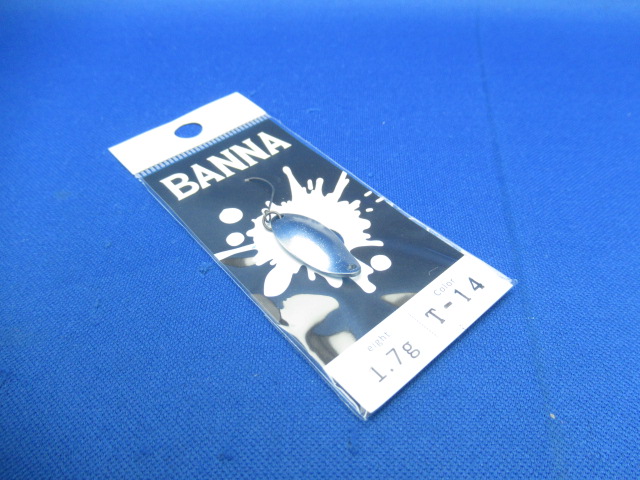 BANNA
eight
1.7g
Color
T-14